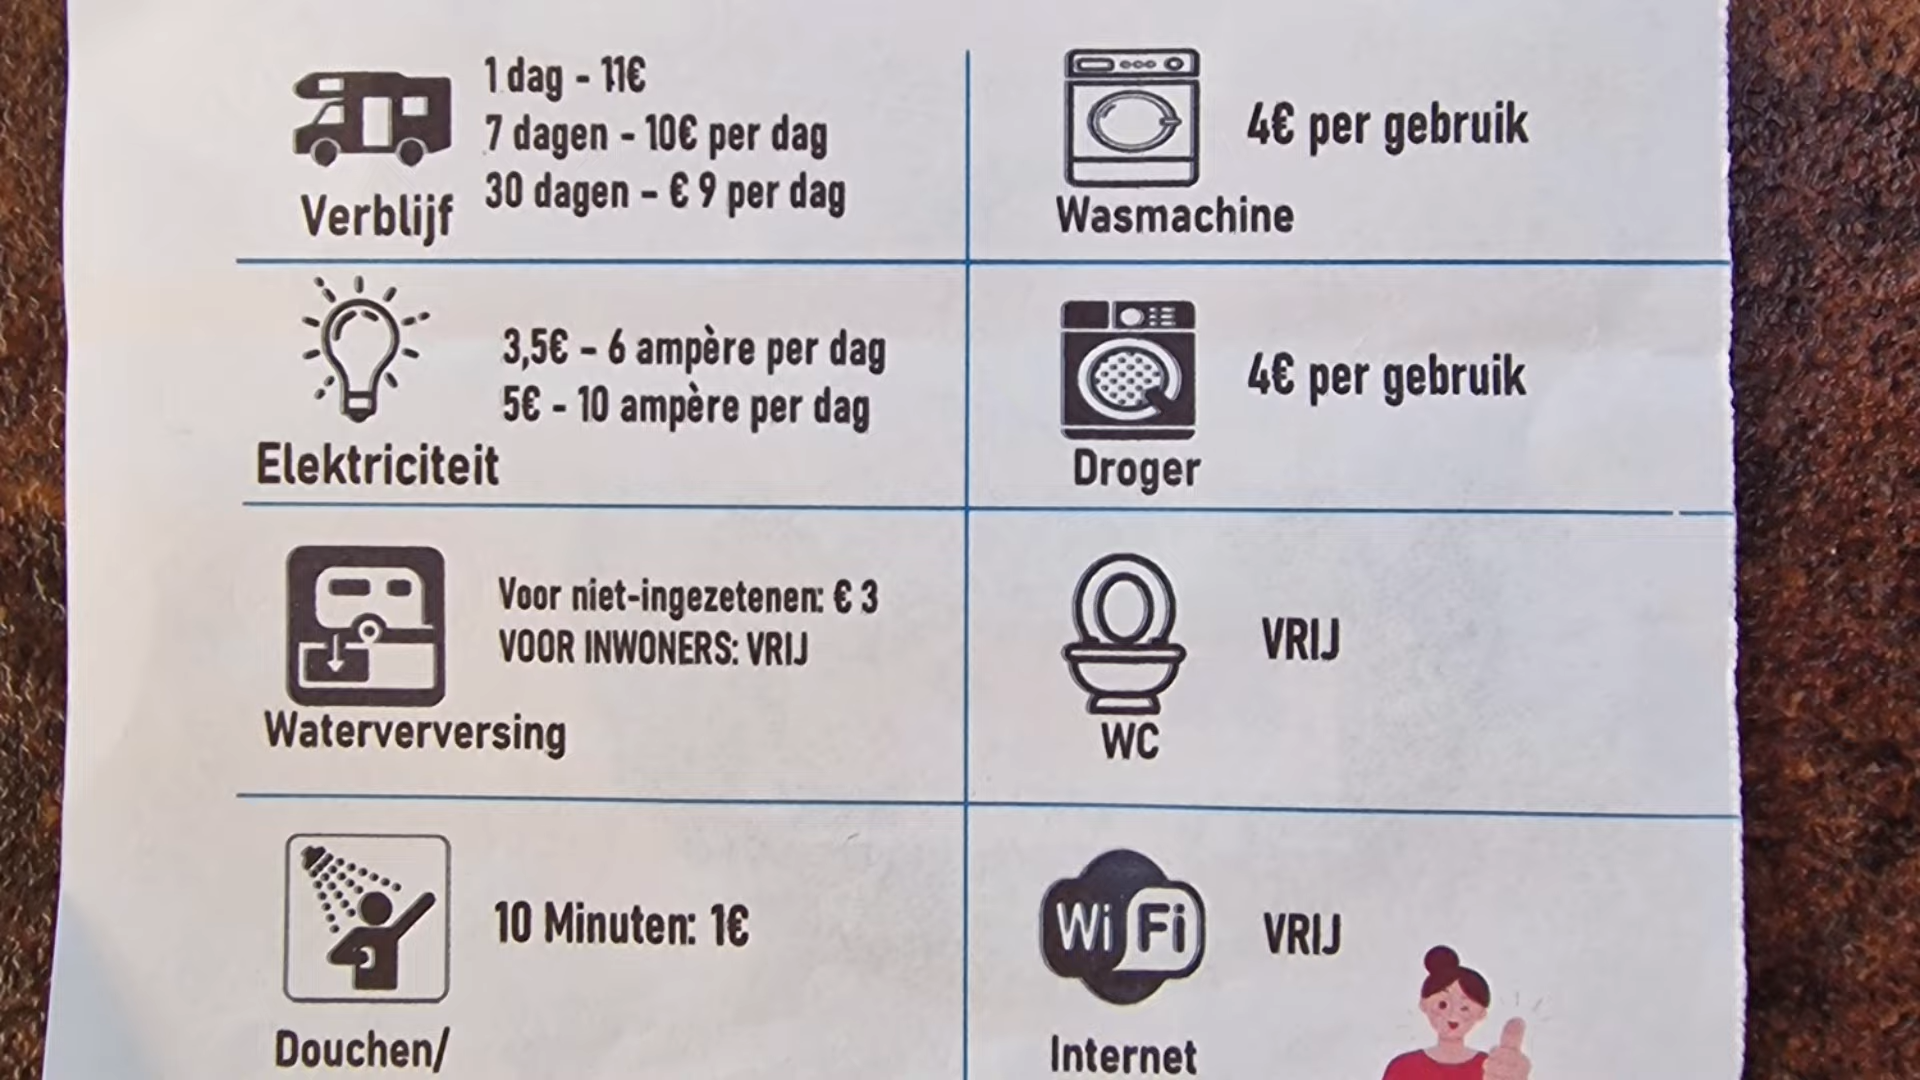 1 dag - 11€
7 dagen - 10€ per dag
30 dagen - € 9 per dag
Verblijf
4€ per gebruik
Wasmachine
3,5€ - 6 ampère per dag
5€ - 10 ampère per dag
Elektriciteit
4€ per gebruik
Droger
Voor niet-ingezetenen: € 3
VOOR INWONERS: VRIJ
Waterverversing
VRIJ
WC
10 Minuten: 1€
Douchen/
WiFi
VRIJ
Internet